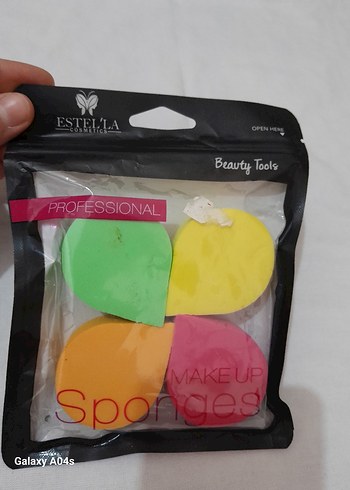 ESTEL'LA
COSMETICS
OPEN HERE
Beauty Tools
PROFESSIONAL
MAKE UP
Sponges
Galaxy A04s